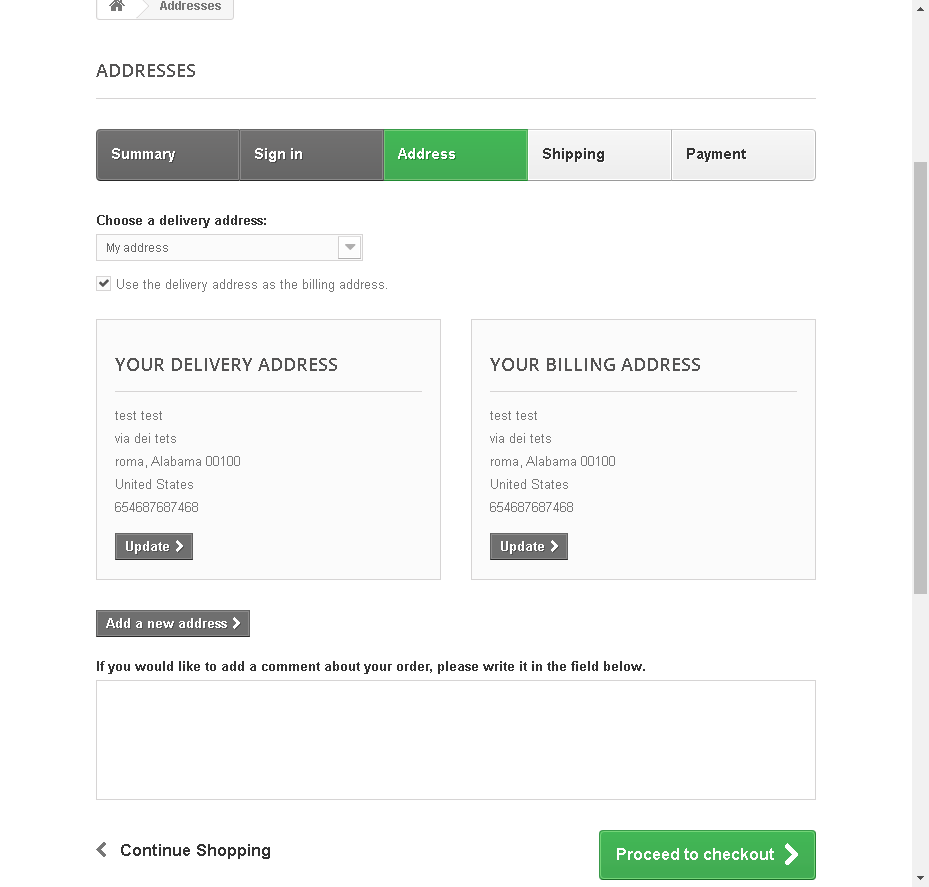 Addresses
ADDRESSES
Summary Sign in Address Shipping Payment
Choose a delivery address:
My address
Use the delivery address as the billing address.
YOUR DELIVERY ADDRESS
test test
via dei tets
roma, Alabama 00100
United States
654687687468
Update
YOUR BILLING ADDRESS
test test
via dei tets
roma, Alabama 00100
United States
654687687468
Update
Add a new address
If you would like to add a comment about your order, please write it in the field below.
Continue Shopping
Proceed to checkout